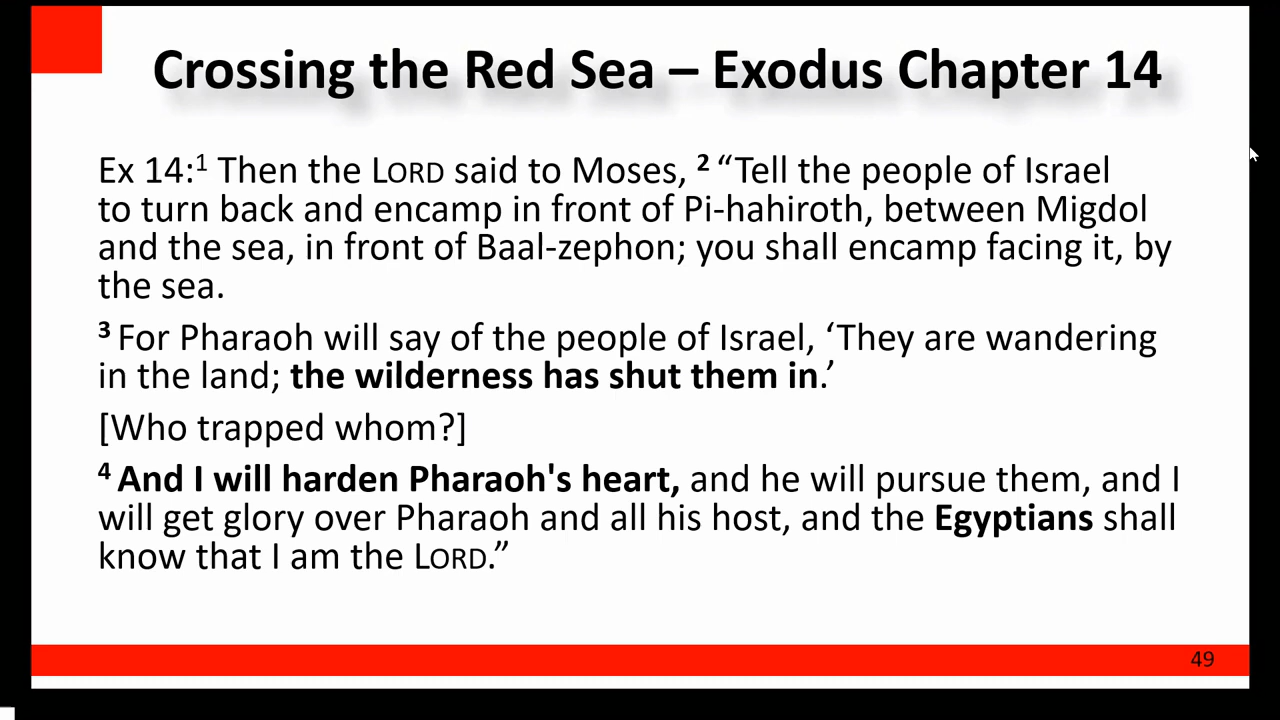 Crossing the Red Sea – Exodus Chapter 14
Ex 14:1 Then the LORD said to Moses, 2 “Tell the people of Israel
to turn back and encamp in front of Pi-hahiroth, between Migdol
and the sea, in front of Baal-zephon; you shall encamp facing it, by
the sea.
3 For Pharaoh will say of the people of Israel, ‘They are wandering
in the land; the wilderness has shut them in.’
[Who trapped whom?]
4 And I will harden Pharaoh's heart, and he will pursue them, and I
will get glory over Pharaoh and all his host, and the Egyptians shall
know that I am the LORD.”
49